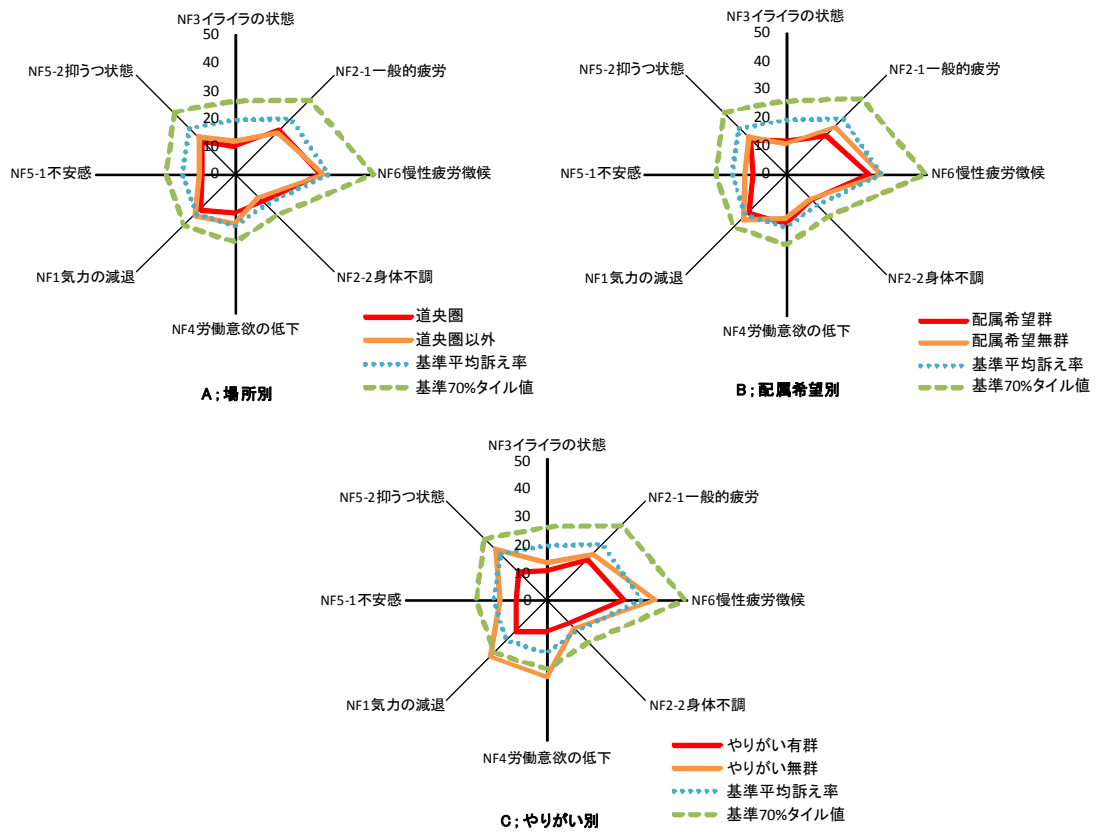 NF3イライラの状態
50
40
30
20
10
0
NF2-1一般的疲労
NF6慢性疲労徴候
NF2-2身体不調
NF4労働意欲の低下
NF1気力の減退
NF5-1不安感
NF5-2抑うつ状態
道央圏
道央圏以外
基準平均訴え率
基準70%タイル値
A；場所別
NF3イライラの状態
50
40
30
20
10
0
NF2-1一般的疲労
NF6慢性疲労徴候
NF2-2身体不調
NF4労働意欲の低下
NF1気力の減退
NF5-1不安感
NF5-2抑うつ状態
配属希望群
配属希望無群
基準平均訴え率
基準70%タイル値
B；配属希望別
NF3イライラの状態
50
40
30
20
10
0
NF2-1一般的疲労
NF6慢性疲労徴候
NF2-2身体不調
NF4労働意欲の低下
NF1気力の減退
NF5-1不安感
NF5-2抑うつ状態
やりがい有群
やりがい無群
基準平均訴え率
基準70%タイル値
C；やりがい別